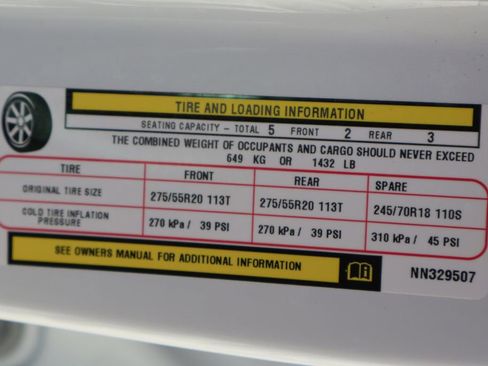 TIRE AND LOADING INFORMATION
SEATING CAPACITY - TOTAL 5 FRONT 2 REAR 3
THE COMBINED WEIGHT OF OCCUPANTS AND CARGO SHOULD NEVER EXCEED
649 KG OR 1432 LB
TIRE FRONT REAR SPARE
ORIGINAL TIRE SIZE 275/55R20 113T 275/55R20 113T 245/70R18 110S
COLD TIRE INFLATION
PRESSURE 270 kPa / 39 PSI 270 kPa / 39 PSI 310 kPa / 45 PSI
SEE OWNERS MANUAL FOR ADDITIONAL INFORMATION
NN329507